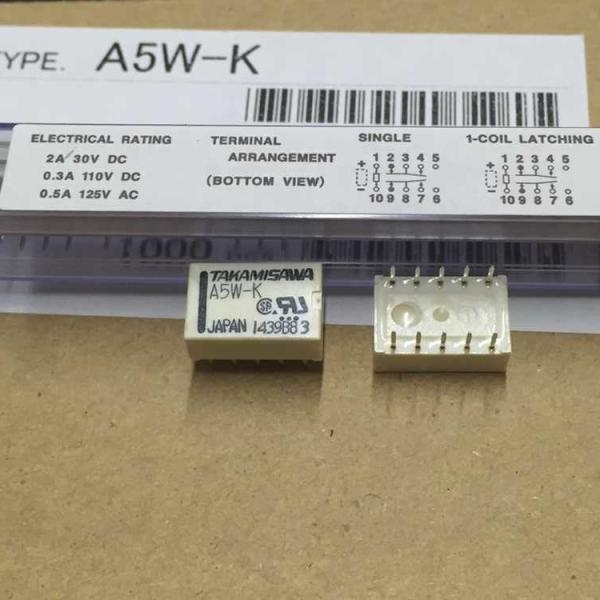 TYPE. A5W-K
ELECTRICAL RATING
2A/30V DC
0.3A 110V DC
0.5A 125V AC
TERMINAL
ARRANGEMENT
(BOTTOM VIEW)
SINGLE
+ 1 2 3 4 5
- 10 9 8 7 6
1-COIL LATCHING
+ 1 2 3 4 5
- 10 9 8 7 6
1000
TAKAMISAWA
A5W-K
JAPAN 1439B83